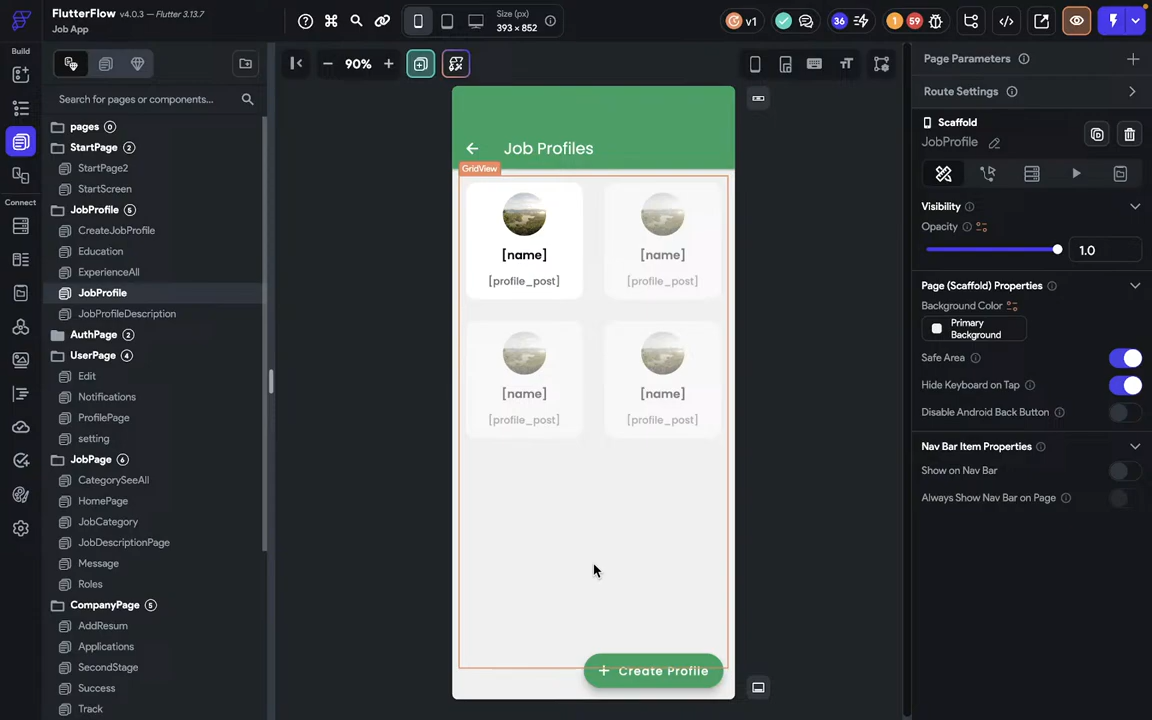 FlutterFlow v4.0.3 • Flutter 3.13.7
Job App
Size (px)
393 × 852
v1
36
1
59
Build
Connect
90%
Search for pages or components...
pages 0
StartPage 2
StartPage2
StartScreen
JobProfile 5
CreateJobProfile
Education
ExperienceAll
JobProfile
JobProfileDescription
AuthPage 2
UserPage 4
Edit
Notifications
ProfilePage
setting
JobPage 6
CategorySeeAll
HomePage
JobCategory
JobDescriptionPage
Message
Roles
CompanyPage 5
AddResum
Applications
SecondStage
Success
Track
Job Profiles
GridView
[name] [name]
[profile_post] [profile_post]
[name] [name]
[profile_post] [profile_post]
+ Create Profile
Page Parameters
Route Settings
Scaffold
JobProfile
Visibility
Opacity
1.0
Page (Scaffold) Properties
Background Color
Primary
Background
Safe Area
Hide Keyboard on Tap
Disable Android Back Button
Nav Bar Item Properties
Show on Nav Bar
Always Show Nav Bar on Page